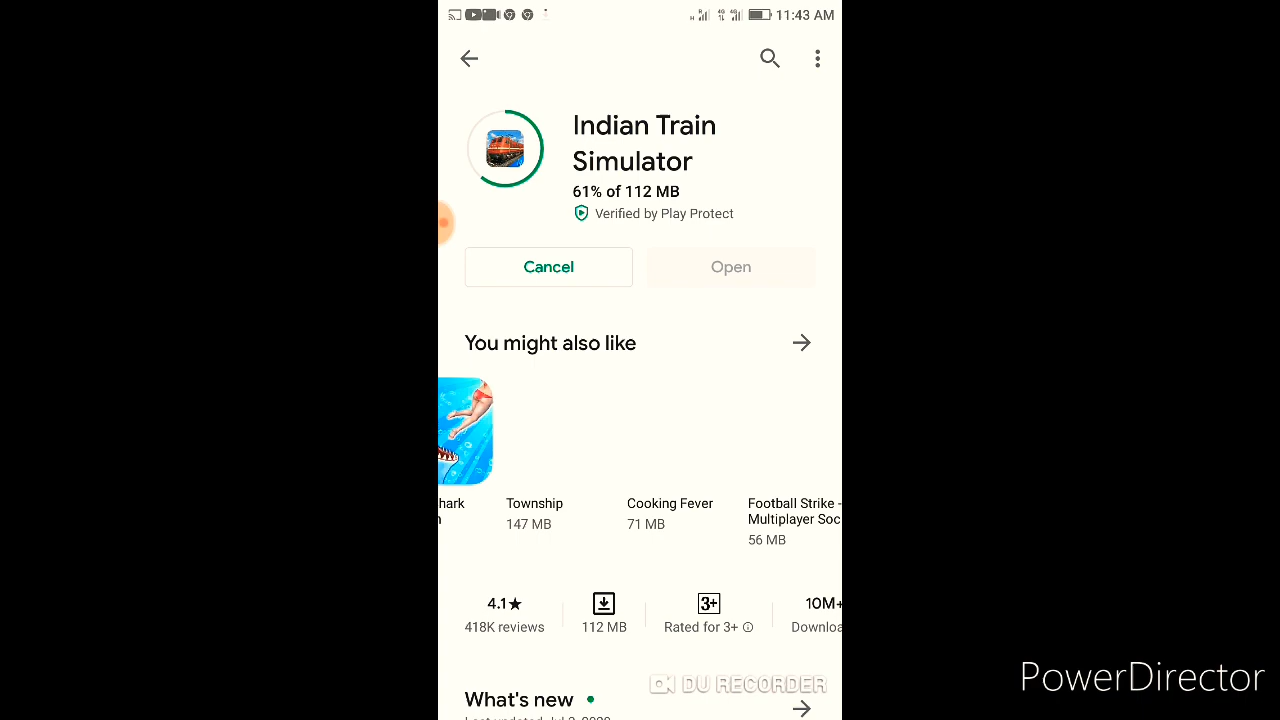 11:43 AM
Indian Train
Simulator
61% of 112 MB
Verified by Play Protect
Cancel
Open
You might also like
hark
Township
Cooking Fever
Football Strike -
n
Multiplayer Soc
147 MB
71 MB
56 MB
4.1★
3+
10M+
418K reviews
112 MB
Rated for 3+
Downloa
DU RECORDER
PowerDirector
What's new